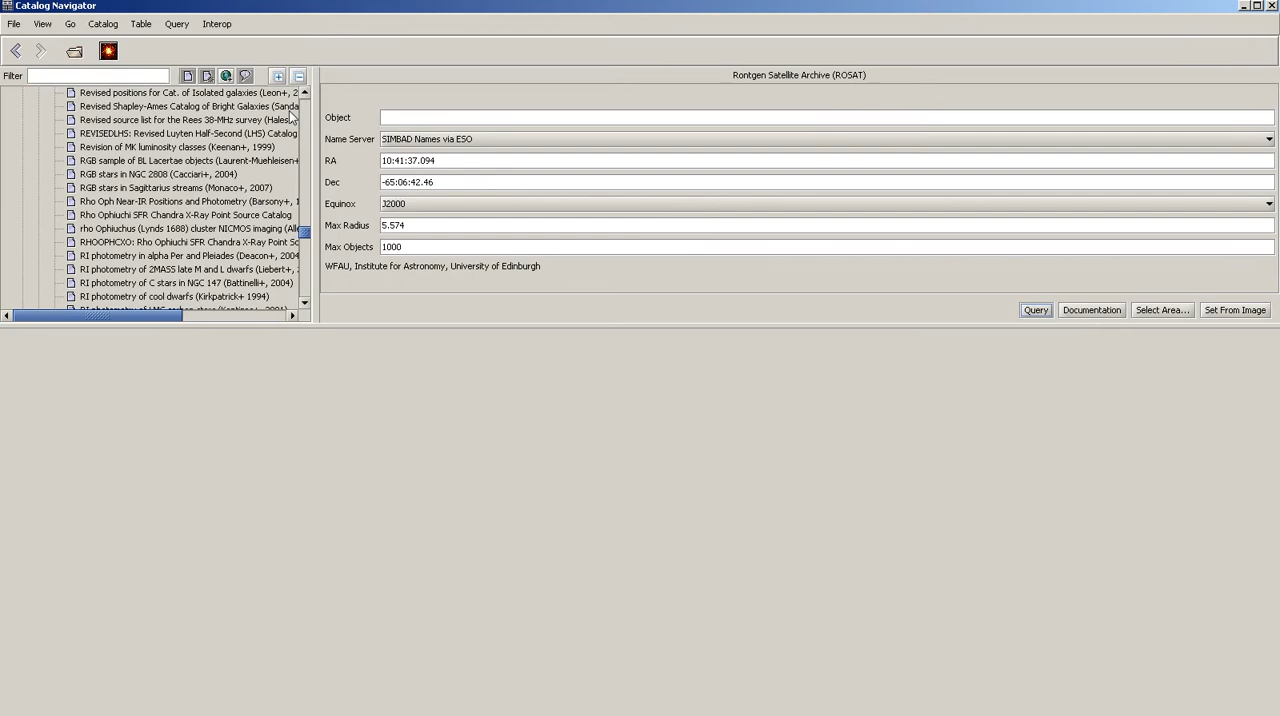 Catalog Navigator
File View Go Catalog Table Query Interop
Filter
Rontgen Satellite Archive (ROSAT)
Revised positions for Cat. of Isolated galaxies (Leon+, 2
Revised Shapley-Ames Catalog of Bright Galaxies (Sanda
Revised source list for the Rees 38-MHz survey (Hales
REVISEDLHS: Revised Luyten Half-Second (LHS) Catalog
Revision of MK luminosity classes (Keenan+, 1999)
RGB sample of BL Lacertae objects (Laurent-Muehleisen+
RGB stars in NGC 2808 (Cacciari+, 2004)
RGB stars in Sagittarius streams (Monaco+, 2007)
Rho Oph Near-IR Positions and Photometry (Barsony+, 1
Rho Ophiuchi SFR Chandra X-Ray Point Source Catalog
rho Ophiuchus (Lynds 1688) cluster NICMOS imaging (Alle
RHOOPHCXO: Rho Ophiuchi SFR Chandra X-Ray Point So
RI photometry in alpha Per and Pleiades (Deacon+, 2004)
RI photometry of 2MASS late M and L dwarfs (Liebert+,
RI photometry of C stars in NGC 147 (Battinelli+, 2004)
RI photometry of cool dwarfs (Kirkpatrick+ 1994)
Object
Name Server SIMBAD Names via ESO
RA 10:41:37.094
Dec -65:06:42.46
Equinox J2000
Max Radius 5.574
Max Objects 1000
WFAU, Institute for Astronomy, University of Edinburgh
Query Documentation Select Area... Set From Image